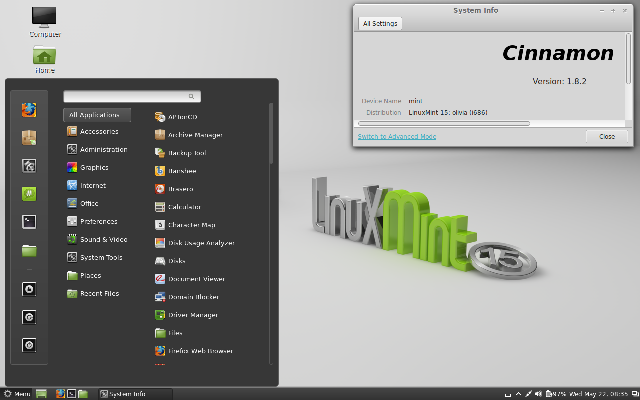 Computer
Home
System Info
All Settings
Cinnamon
Version: 1.8.2
Device Name mint
Distribution LinuxMint 15: olivia (i686)
Switch to Advanced Mode
Close
All Applications
Accessories
Administration
Graphics
Internet
Office
Preferences
Sound & Video
System Tools
Places
Recent Files
APTonCD
Archive Manager
Backup Tool
Banshee
Brasero
Calculator
Character Map
Disk Usage Analyzer
Disks
Document Viewer
Domain Blocker
Driver Manager
Files
Firefox Web Browser
LinuxMint
15
Menu
System Info
97% Wed May 22, 08:35